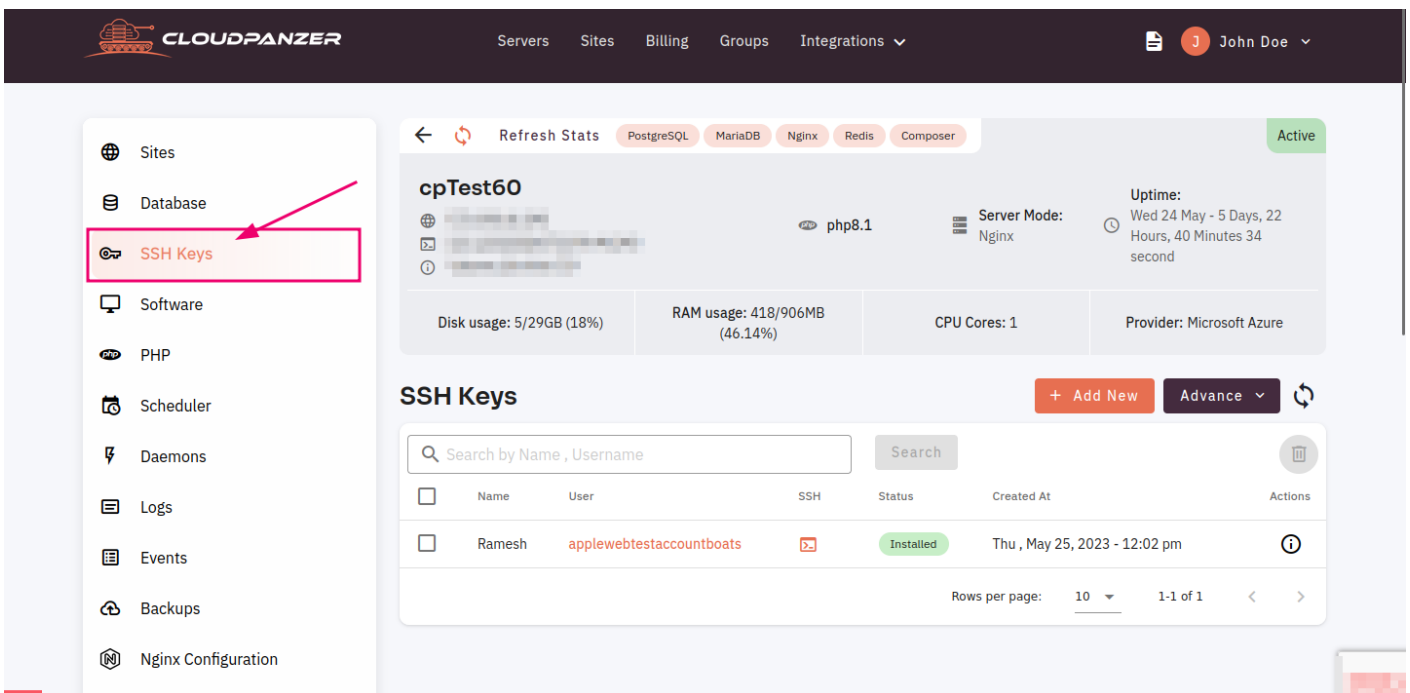 CLOUDPANZER
Servers Sites Billing Groups Integrations
J John Doe
Sites
Database
SSH Keys
Software
php PHP
Scheduler
Daemons
Logs
Events
Backups
N Nginx Configuration
Refresh Stats PostgreSQL MariaDB Nginx Redis Composer Active
cpTest60
php php8.1
Server Mode:
Nginx
Uptime:
Wed 24 May - 5 Days, 22
Hours, 40 Minutes 34
second
Disk usage: 5/29GB (18%)
RAM usage: 418/906MB
(46.14%)
CPU Cores: 1
Provider: Microsoft Azure
SSH Keys
+ Add New Advance
Search by Name , Username Search
Name User SSH Status Created At Actions
Ramesh applewebtestaccountboats Installed Thu , May 25, 2023 - 12:02 pm
Rows per page: 10 1-1 of 1